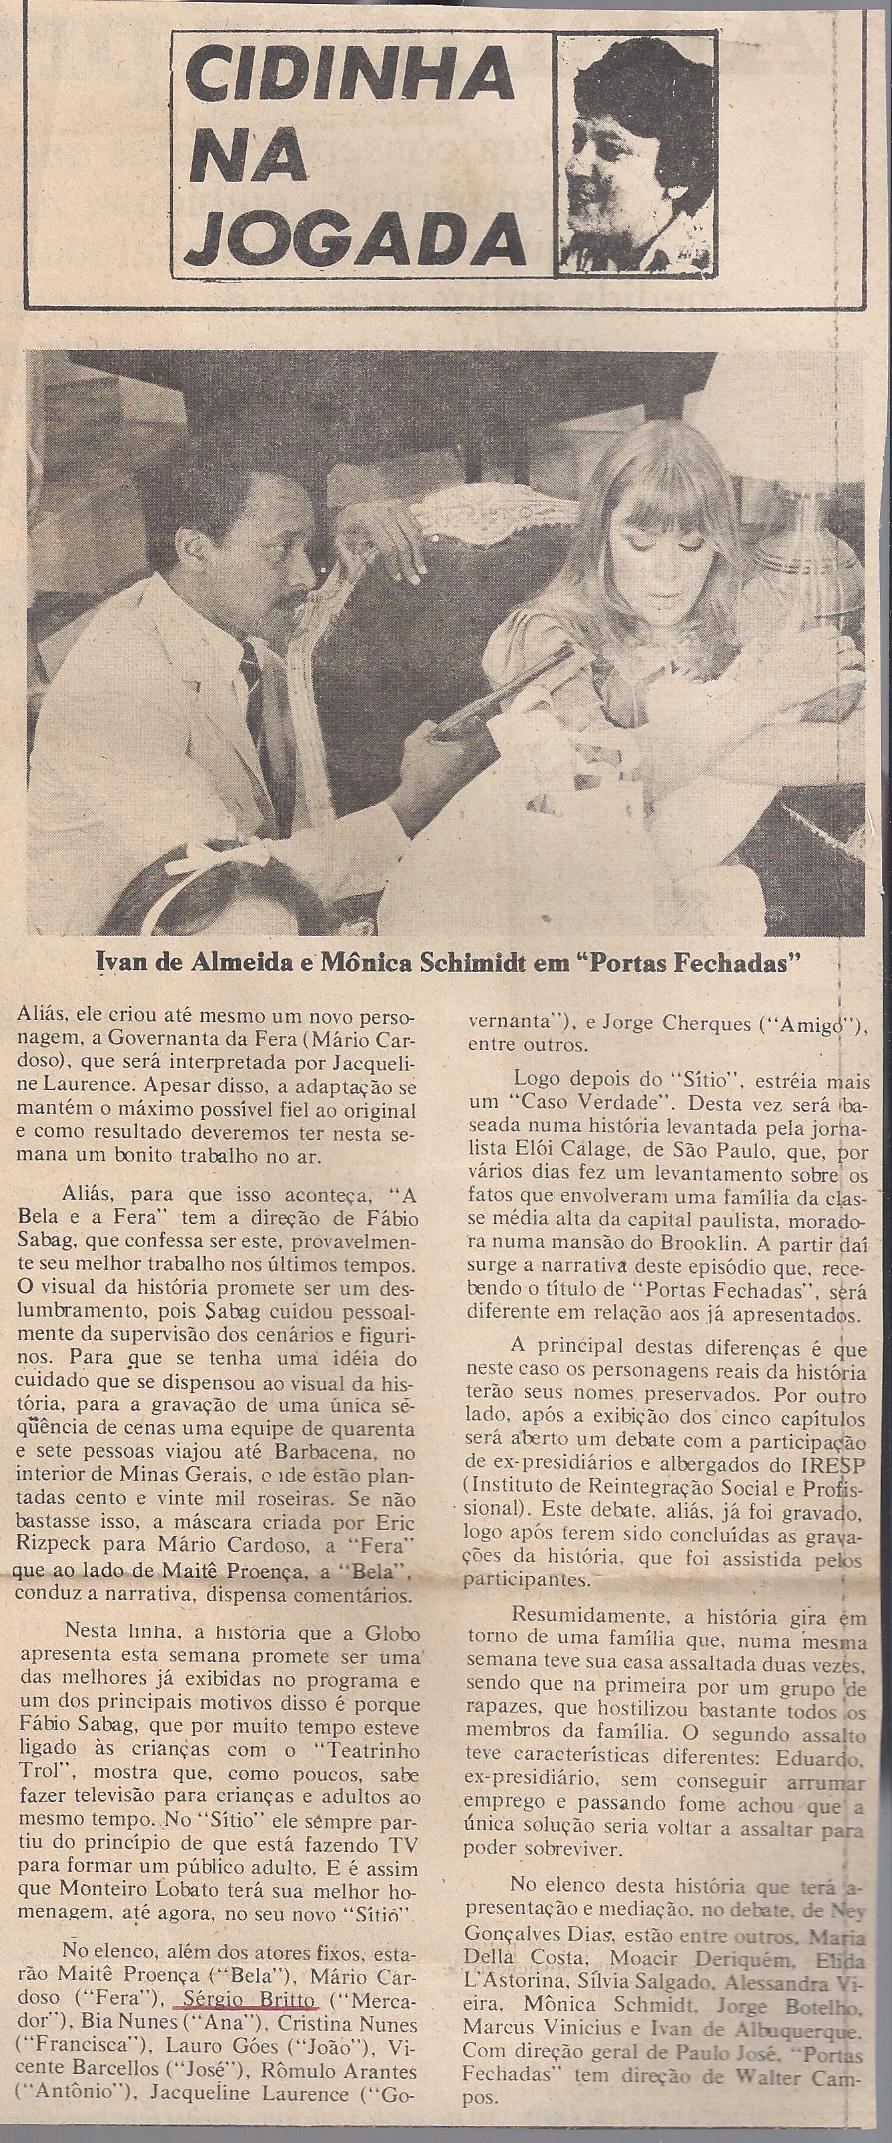 CIDINHA
NA
JOGADA
Ivan de Almeida e Mônica Schimidt em “Portas Fechadas”
Aliás, ele criou até mesmo um novo perso-
nagem, a Governanta da Fera (Mário Car-
doso), que será interpretada por Jacqueli-
ne Laurence. Apesar disso, a adaptação se
mantém o máximo possível fiel ao original
e como resultado deveremos ter nesta se-
mana um bonito trabalho no ar.
Aliás, para que isso aconteça, “A
Bela e a Fera” tem a direção de Fábio
Sabag, que confessa ser este, provavelmen-
te seu melhor trabalho nos últimos tempos.
O visual da história promete ser um des-
lumbramento, pois Sabag cuidou pessoal-
mente da supervisão dos cenários e figuri-
nos. Para que se tenha uma idéia do
cuidado que se dispensou ao visual da his-
tória, para a gravação de uma única se-
qüência de cenas uma equipe de quarenta
e sete pessoas viajou até Barbacena, no
interior de Minas Gerais, onde estão plan-
tadas cento e vinte mil roseiras. Se não
bastasse isso, a máscara criada por Eric
Rizpeck para Mário Cardoso, a “Fera”
que ao lado de Maitê Proença, a “Bela”,
conduz a narrativa, dispensa comentários.
Nesta linha, a historia que a Globo
apresenta esta semana promete ser uma
das melhores já exibidas no programa e
um dos principais motivos disso é porque
Fábio Sabag, que por muito tempo esteve
ligado às crianças com o “Teatrinho
Trol”, mostra que, como poucos, sabe
fazer televisão para crianças e adultos ao
mesmo tempo. No “Sítio” ele sempre par-
tiu do princípio de que está fazendo TV
para formar um público adulto. E é assim
que Monteiro Lobato terá sua melhor ho-
menagem, até agora, no seu novo “Sítio”
No elenco, além dos atores fixos, esta-
rão Maitê Proença (“Bela”), Mário Car-
doso (“Fera”), Sérgio Britto (“Merca-
dor”), Bia Nunes (“Ana”), Cristina Nunes
(“Francisca”), Lauro Góes (“João”), Vi-
cente Barcellos (“José”), Rômulo Arantes
(“Antônio”), Jacqueline Laurence (“Go-
vernanta”), e Jorge Cherques (“Amigo”),
entre outros.
Logo depois do “Sítio”, estréia mais
um “Caso Verdade”. Desta vez será ba-
seada numa história levantada pela jorna-
lista Elói Calage, de São Paulo, que, por
vários dias fez um levantamento sobre os
fatos que envolveram uma família da clas-
se média alta da capital paulista, morado-
ra numa mansão do Brooklin. A partir daí
surge a narrativa deste episódio que, rece-
bendo o título de “Portas Fechadas”, será
diferente em relação aos já apresentados.
A principal destas diferenças é que
neste caso os personagens reais da história
terão seus nomes preservados. Por outro
lado, após a exibição dos cinco capítulos
será aberto um debate com a participação
de ex-presidiários e albergados do IRESP
(Instituto de Reintegração Social e Profis-
sional). Este debate, aliás, já foi gravado,
logo após terem sido concluídas as grava-
ções da história, que foi assistida pelos
participantes.
Resumidamente, a história gira em
torno de uma família que, numa mesma
semana teve sua casa assaltada duas vezes,
sendo que na primeira por um grupo de
rapazes, que hostilizou bastante todos os
membros da família. O segundo assalto
teve características diferentes: Eduardo,
ex-presidiário, sem conseguir arrumar
emprego e passando fome achou que a
única solução seria voltar a assaltar para
poder sobreviver.
No elenco desta história que terá a-
presentação e mediação, no debate, de Ney
Gonçalves Dias, estão entre outros, Maria
Della Costa, Moacir Deriquém, Elida
L’Astorina, Sílvia Salgado, Alessandra Vi-
eira, Mônica Schmidt, Jorge Botelho,
Marcus Vinicius e Ivan de Albuquerque.
Com direção geral de Paulo José, “Portas
Fechadas” tem direção de Walter Cam-
pos.